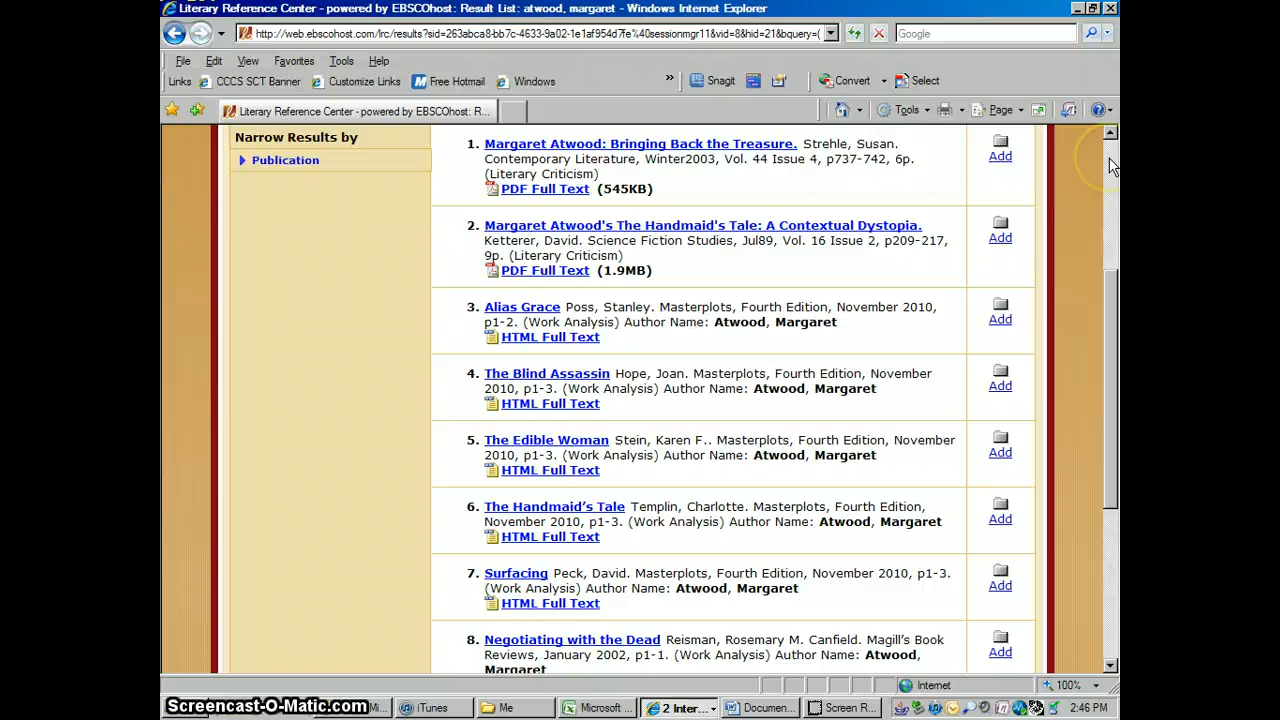 Literary Reference Center - powered by EBSCOhost: Result List: atwood, margaret - Windows Internet Explorer
http://web.ebscohost.com/lrc/results?sid=263abca8-bb7c-4633-9a02-1e1af954d7fe%40sessionmgr11&vid=8&hid=21&bquery=(
Google
File Edit View Favorites Tools Help
Links CCCS SCT Banner Customize Links Free Hotmail Windows » Snagit Convert Select
Literary Reference Center - powered by EBSCOhost: R... Tools Page
Narrow Results by
Publication
1. Margaret Atwood: Bringing Back the Treasure. Strehle, Susan.
Contemporary Literature, Winter2003, Vol. 44 Issue 4, p737-742, 6p.
(Literary Criticism)
PDF Full Text (545KB)
Add
2. Margaret Atwood's The Handmaid's Tale: A Contextual Dystopia.
Ketterer, David. Science Fiction Studies, Jul89, Vol. 16 Issue 2, p209-217,
9p. (Literary Criticism)
PDF Full Text (1.9MB)
Add
3. Alias Grace Poss, Stanley. Masterplots, Fourth Edition, November 2010,
p1-2. (Work Analysis) Author Name: Atwood, Margaret
HTML Full Text
Add
4. The Blind Assassin Hope, Joan. Masterplots, Fourth Edition, November
2010, p1-3. (Work Analysis) Author Name: Atwood, Margaret
HTML Full Text
Add
5. The Edible Woman Stein, Karen F.. Masterplots, Fourth Edition, November
2010, p1-3. (Work Analysis) Author Name: Atwood, Margaret
HTML Full Text
Add
6. The Handmaid's Tale Templin, Charlotte. Masterplots, Fourth Edition,
November 2010, p1-3. (Work Analysis) Author Name: Atwood, Margaret
HTML Full Text
Add
7. Surfacing Peck, David. Masterplots, Fourth Edition, November 2010, p1-3.
(Work Analysis) Author Name: Atwood, Margaret
HTML Full Text
Add
8. Negotiating with the Dead Reisman, Rosemary M. Canfield. Magill's Book
Reviews, January 2002, p1-1. (Work Analysis) Author Name: Atwood,
Margaret
Add
Internet 100%
Screencast-O-Matic.com Mi... iTunes Me Microsoft ... 2 Inter... Documen... Screen R... 2:46 PM